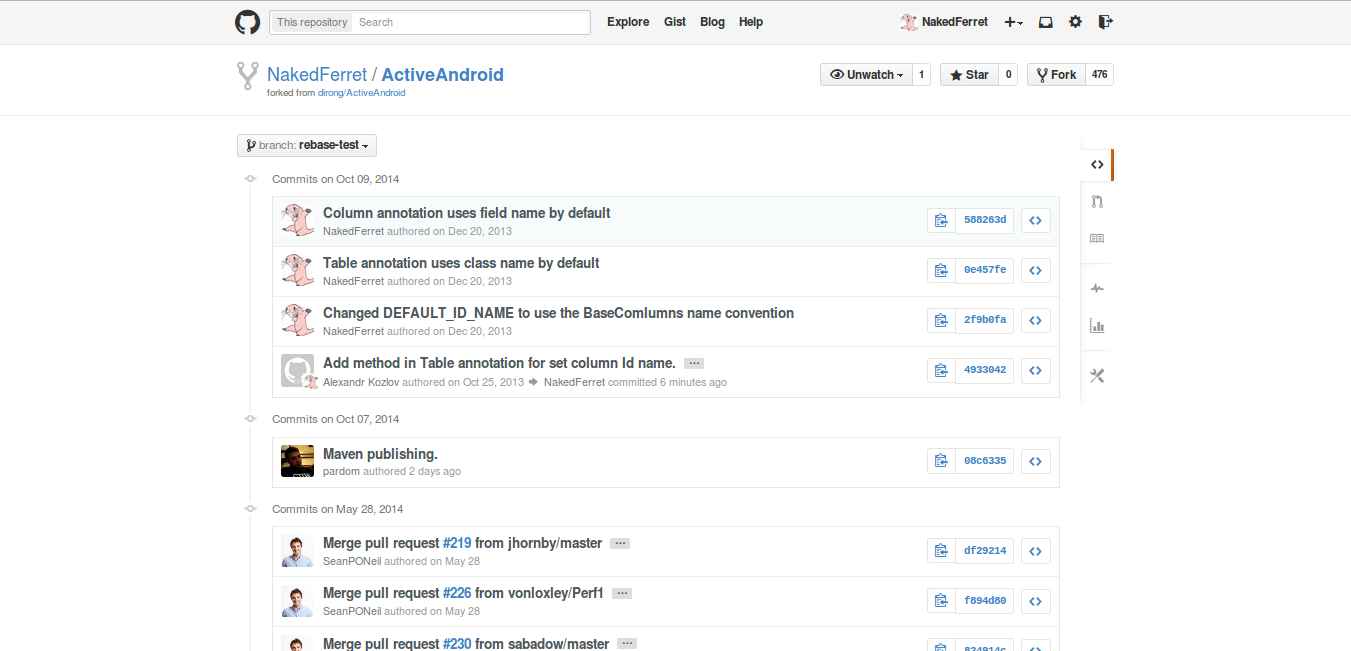 This repository Search Explore Gist Blog Help NakedFerret
NakedFerret / ActiveAndroid Unwatch 1 Star 0 Fork 476
forked from dirong/ActiveAndroid
branch: rebase-test
Commits on Oct 09, 2014
Column annotation uses field name by default 588263d
NakedFerret authored on Dec 20, 2013
Table annotation uses class name by default 0e457fe
NakedFerret authored on Dec 20, 2013
Changed DEFAULT_ID_NAME to use the BaseComlumns name convention 2f9b0fa
NakedFerret authored on Dec 20, 2013
Add method in Table annotation for set column Id name. … 4933042
Alexandr Kozlov authored on Oct 25, 2013 NakedFerret committed 6 minutes ago
Commits on Oct 07, 2014
Maven publishing. 08c6335
pardom authored 2 days ago
Commits on May 28, 2014
Merge pull request #219 from jhornby/master … df29214
SeanPONeil authored on May 28
Merge pull request #226 from vonloxley/Perf1 … f894d80
SeanPONeil authored on May 28
Merge pull request #230 from sabadow/master …